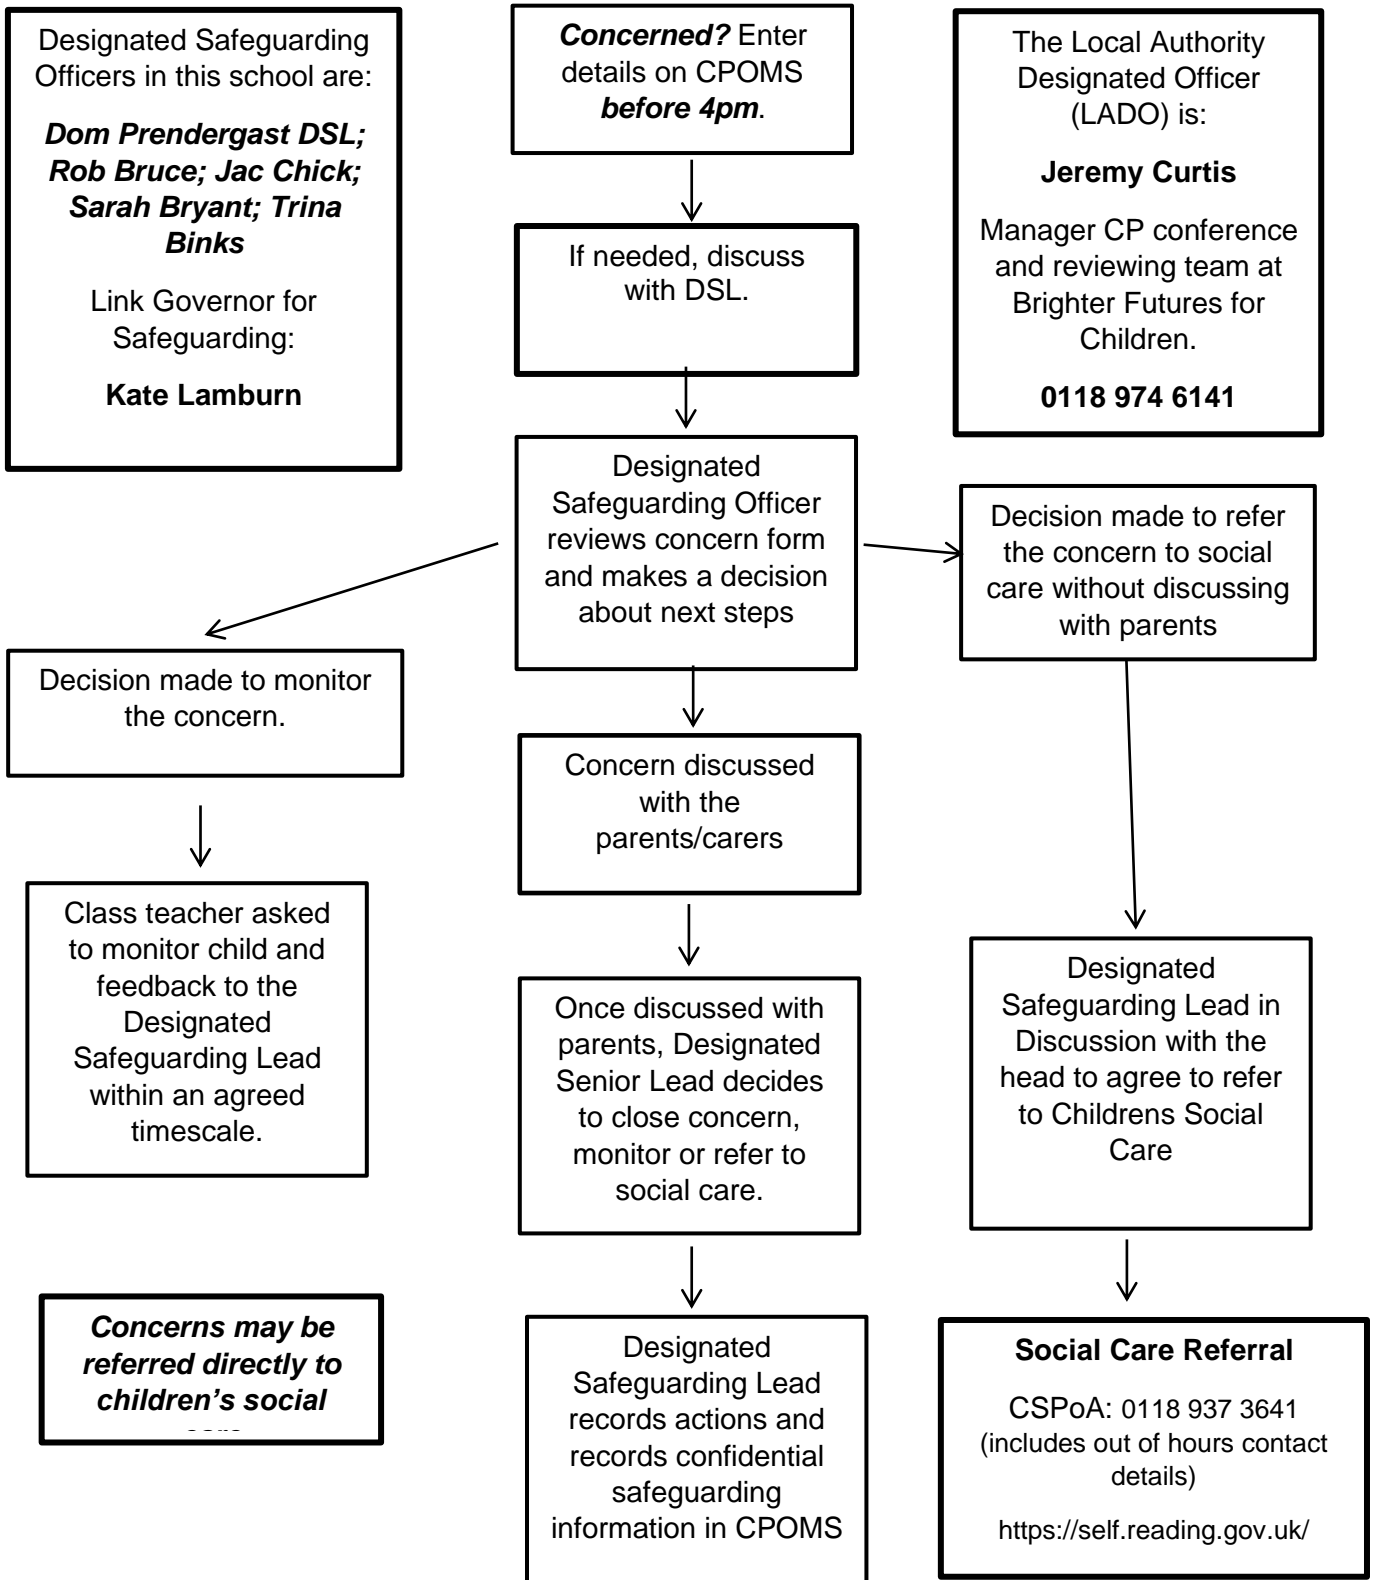 Designated Safeguarding
Officers in this school are:
Dom Prendergast DSL;
Rob Bruce; Jac Chick;
Sarah Bryant; Trina
Binks
Link Governor for
Safeguarding:
Kate Lamburn
Concerned? Enter
details on CPOMS
before 4pm.
The Local Authority
Designated Officer
(LADO) is:
Jeremy Curtis
Manager CP conference
and reviewing team at
Brighter Futures for
Children.
0118 974 6141
If needed, discuss
with DSL.
Designated
Safeguarding Officer
reviews concern form
and makes a decision
about next steps
Decision made to refer
the concern to social
care without discussing
with parents
Decision made to monitor
the concern.
Concern discussed
with the
parents/carers
Class teacher asked
to monitor child and
feedback to the
Designated
Safeguarding Lead
within an agreed
timescale.
Once discussed with
parents, Designated
Senior Lead decides
to close concern,
monitor or refer to
social care.
Designated
Safeguarding Lead in
Discussion with the
head to agree to refer
to Childrens Social
Care
Concerns may be
referred directly to
children’s social
Designated
Safeguarding Lead
records actions and
records confidential
safeguarding
information in CPOMS
Social Care Referral
CSPoA: 0118 937 3641
(includes out of hours contact
details)
https://self.reading.gov.uk/